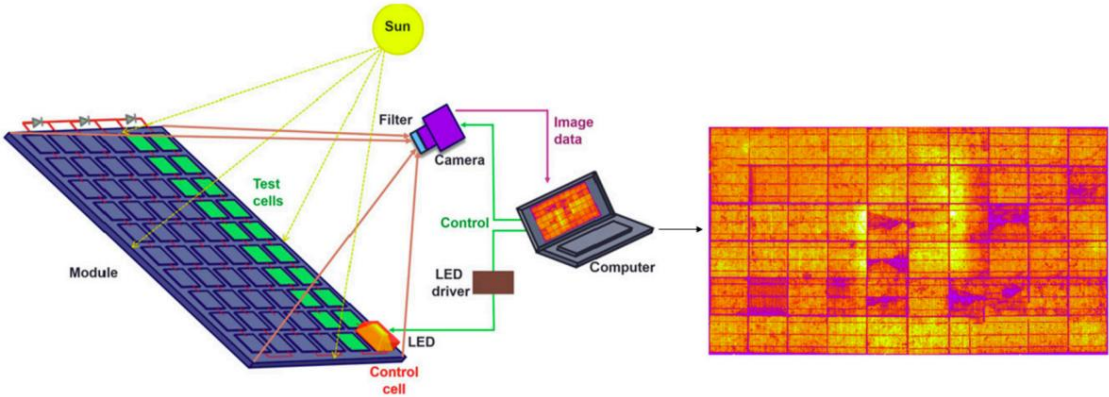 Sun
Filter
Camera
Image
data
Test
cells
Control
Module
LED
driver
Computer
LED
Control
cell